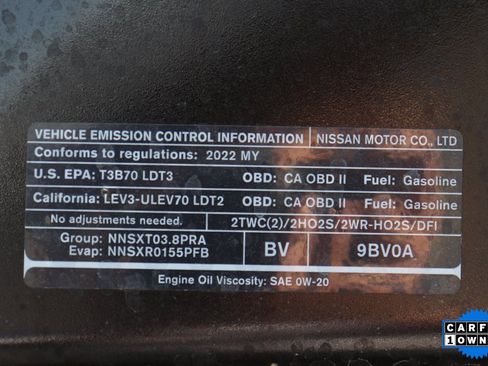 VEHICLE EMISSION CONTROL INFORMATION NISSAN MOTOR CO., LTD
Conforms to regulations: 2022 MY
U.S. EPA: T3B70 LDT3 OBD: CA OBD II Fuel: Gasoline
California: LEV3-ULEV70 LDT2 OBD: CA OBD II Fuel: Gasoline
No adjustments needed. 2TWC(2)/2HO2S/2WR-HO2S/DFI
Group: NNSXT03.8PRA
Evap: NNSXR0155PFB BV 9BV0A
Engine Oil Viscosity: SAE 0W-20
CARF
1 OWN